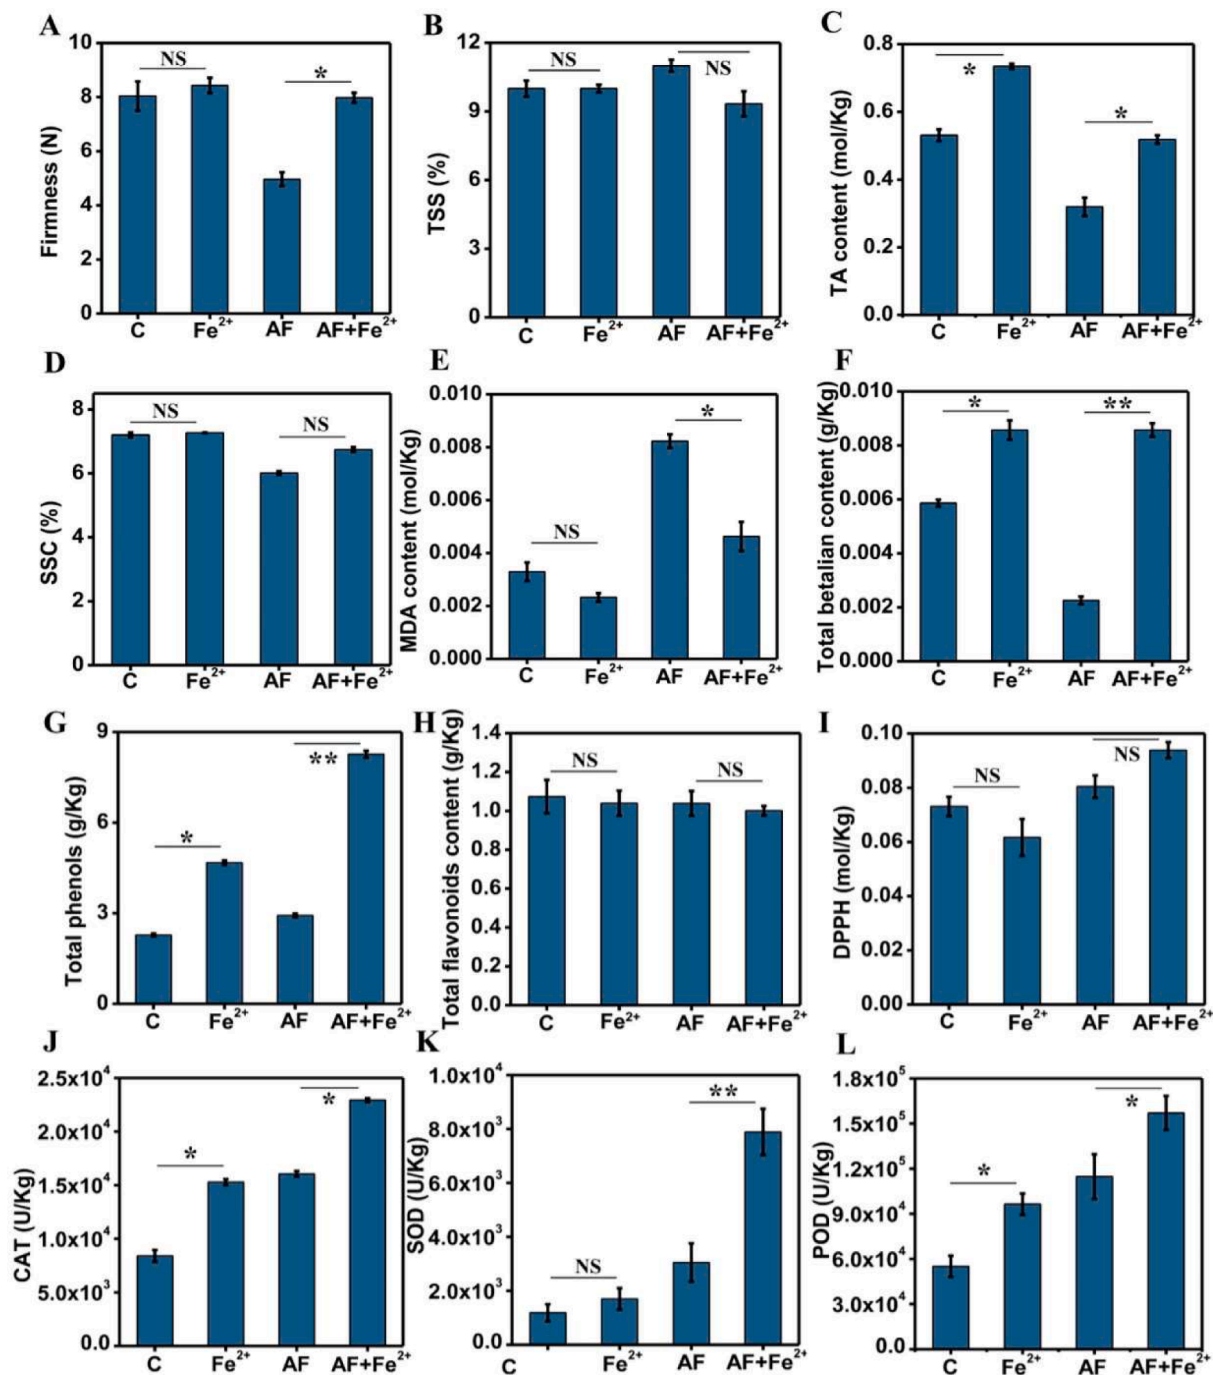 A
Firmness (N)
10
8
6
4
2
0
NS
*
C Fe²⁺ AF AF+Fe²⁺
B
TSS (%)
12
9
6
3
0
NS
NS
C Fe²⁺ AF AF+Fe²⁺
C
TA content (mol/Kg)
0.8
0.6
0.4
0.2
0.0
*
*
C Fe²⁺ AF AF+Fe²⁺
D
SSC (%)
8
6
4
2
0
NS
NS
C Fe²⁺ AF AF+Fe²⁺
E
MDA content (mol/Kg)
0.010
0.008
0.006
0.004
0.002
0.000
NS
*
C Fe²⁺ AF AF+Fe²⁺
F
Total betalian content (g/Kg)
0.010
0.008
0.006
0.004
0.002
0.000
*
**
C Fe²⁺ AF AF+Fe²⁺
G
Total phenols (g/Kg)
9
6
3
0
*
**
C Fe²⁺ AF AF+Fe²⁺
H
Total flavonoids content (g/Kg)
1.4
1.2
1.0
0.8
0.6
0.4
0.2
0.0
NS
NS
C Fe²⁺ AF AF+Fe²⁺
I
DPPH (mol/Kg)
0.10
0.08
0.06
0.04
0.02
0.00
NS
NS
C Fe²⁺ AF AF+Fe²⁺
J
CAT (U/Kg)
2.5x10⁴
2.0x10⁴
1.5x10⁴
1.0x10⁴
5.0x10³
0.0
*
*
C Fe²⁺ AF AF+Fe²⁺
K
SOD (U/Kg)
1.0x10⁴
8.0x10³
6.0x10³
4.0x10³
2.0x10³
0.0
NS
**
C Fe²⁺ AF AF+Fe²⁺
L
POD (U/Kg)
1.8x10⁵
1.5x10⁵
1.2x10⁵
9.0x10⁴
6.0x10⁴
3.0x10⁴
0.0
*
*
C Fe²⁺ AF AF+Fe²⁺